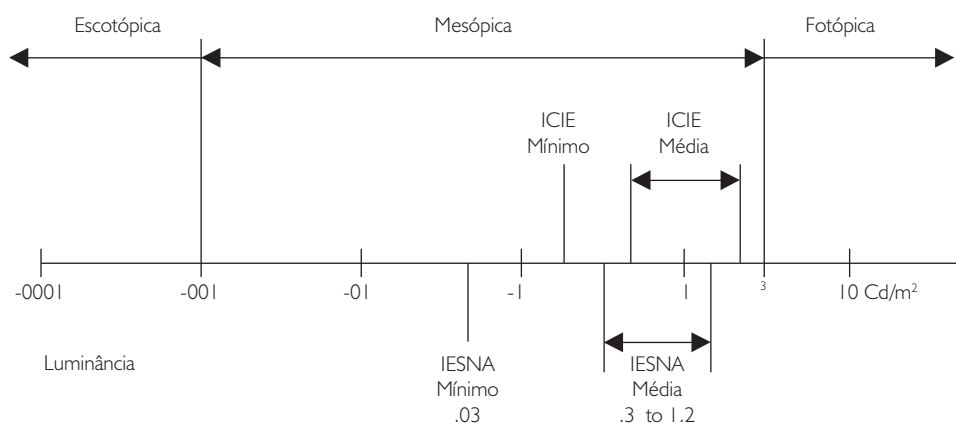 Escotópica Mesópica Fotópica
ICIE ICIE
Mínimo Média
-0001 -001 -01 -1 1 3 10 Cd/m²
Luminância IESNA IESNA
Mínimo Média
.03 .3 to 1.2